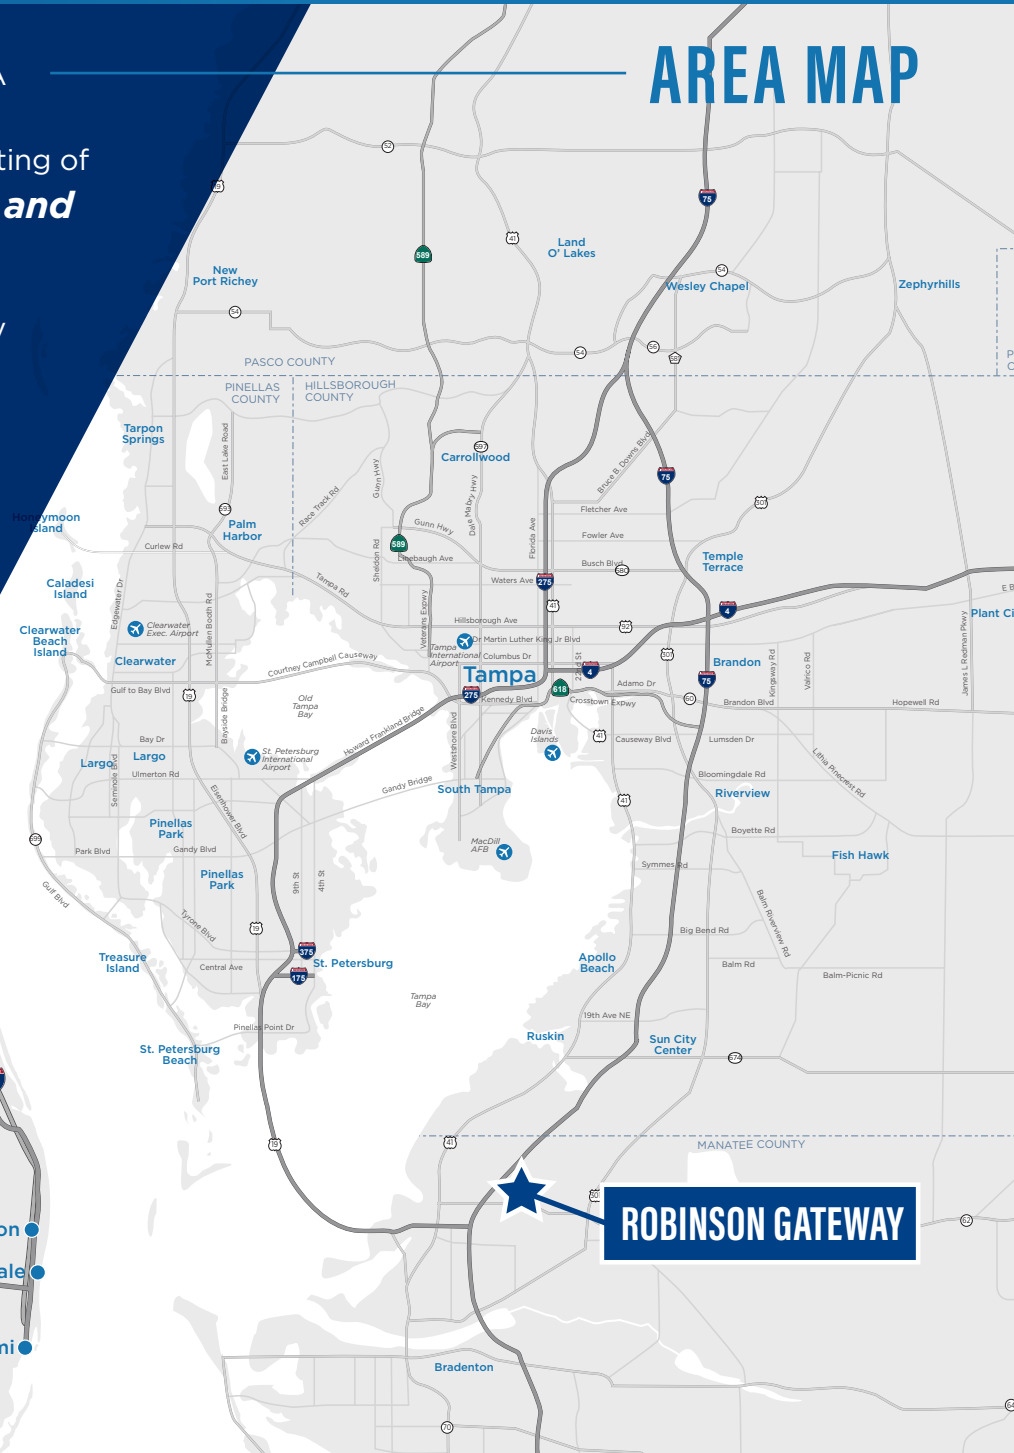 AREA MAP
ting of
and
52
19
75
41
589
Land
O' Lakes
New
Port Richey
54
Wesley Chapel
Zephyrhills
54
54
56
581
PASCO COUNTY
PINELLAS
COUNTY
HILLSBOROUGH
COUNTY
Tarpon
Springs
East Lake Road
597
Carrollwood
Bruce B. Downs Blvd
75
Gunn Hwy
Dale Mabry Hwy
Race Track Rd
301
Honeymoon
Island
Palm
Harbor
Fletcher Ave
Gunn Hwy
Florida Ave
Fowler Ave
589
Curlew Rd
Linebaugh Ave
Sheldon Rd
Busch Blvd
580
Temple
Terrace
Caladesi
Island
Tampa Rd
Waters Ave
275
Edgewater Dr
McMullen Booth Rd
Veterans Expwy
41
4
Plant Ci
Clearwater
Exec. Airport
Hillsborough Ave
92
James L Redman Pkwy
Clearwater
Beach
Island
Tampa
International
Airport
Dr Martin Luther King Jr Blvd
Columbus Dr
22nd St
301
Clearwater
Courtney Campbell Causeway
Tampa
4
Brandon
Kingsway Rd
Valrico Rd
75
Gulf to Bay Blvd
19
275
618
Adamo Dr
Kennedy Blvd
Crosstown Expwy
60
Brandon Blvd
Hopewell Rd
Old
Tampa
Bay
Bayside Bridge
Howard Frankland Bridge
Westshore Blvd
Davis
Islands
41
Causeway Blvd
Lumsden Dr
Bay Dr
Largo
Largo
St. Petersburg
International
Airport
Seminole Blvd
Ulmerton Rd
Gandy Bridge
South Tampa
Bloomingdale Rd
Lithia Pinecrest Rd
Riverview
41
Eisenhower Blvd
Pinellas
Park
Boyette Rd
MacDill
AFB
Park Blvd
Gandy Blvd
Fish Hawk
Symmes Rd
Pinellas
Park
9th St
4th St
Gulf Blvd
Tyrone Blvd
19
Balm Riverview Rd
Big Bend Rd
375
Treasure
Island
Central Ave
175
St. Petersburg
Apollo
Beach
Balm Rd
Balm-Picnic Rd
Tampa
Bay
19th Ave NE
Pinellas Point Dr
Ruskin
Sun City
Center
St. Petersburg
Beach
674
19
41
MANATEE COUNTY
ROBINSON GATEWAY
62
on
ale
mi
Bradenton
70